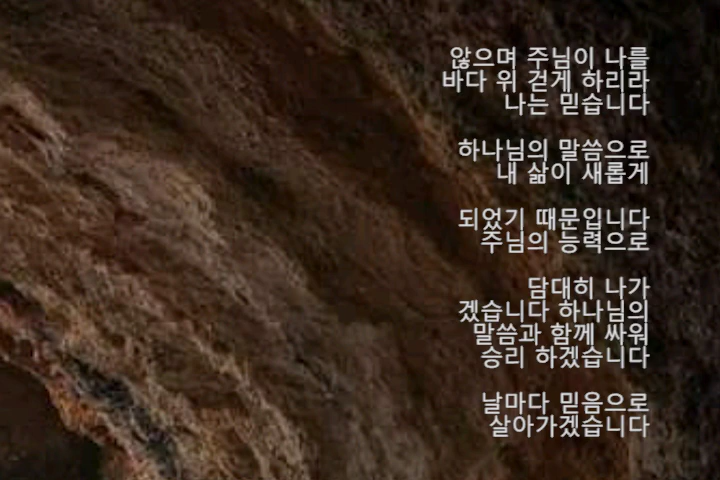 않으며 주님이 나를
바다 위 걷게 하리라
나는 믿습니다
하나님의 말씀으로
내 삶이 새롭게
되었기 때문입니다
주님의 능력으로
담대히 나가
겠습니다 하나님의
말씀과 함께 싸워
승리 하겠습니다
날마다 믿음으로
살아가겠습니다